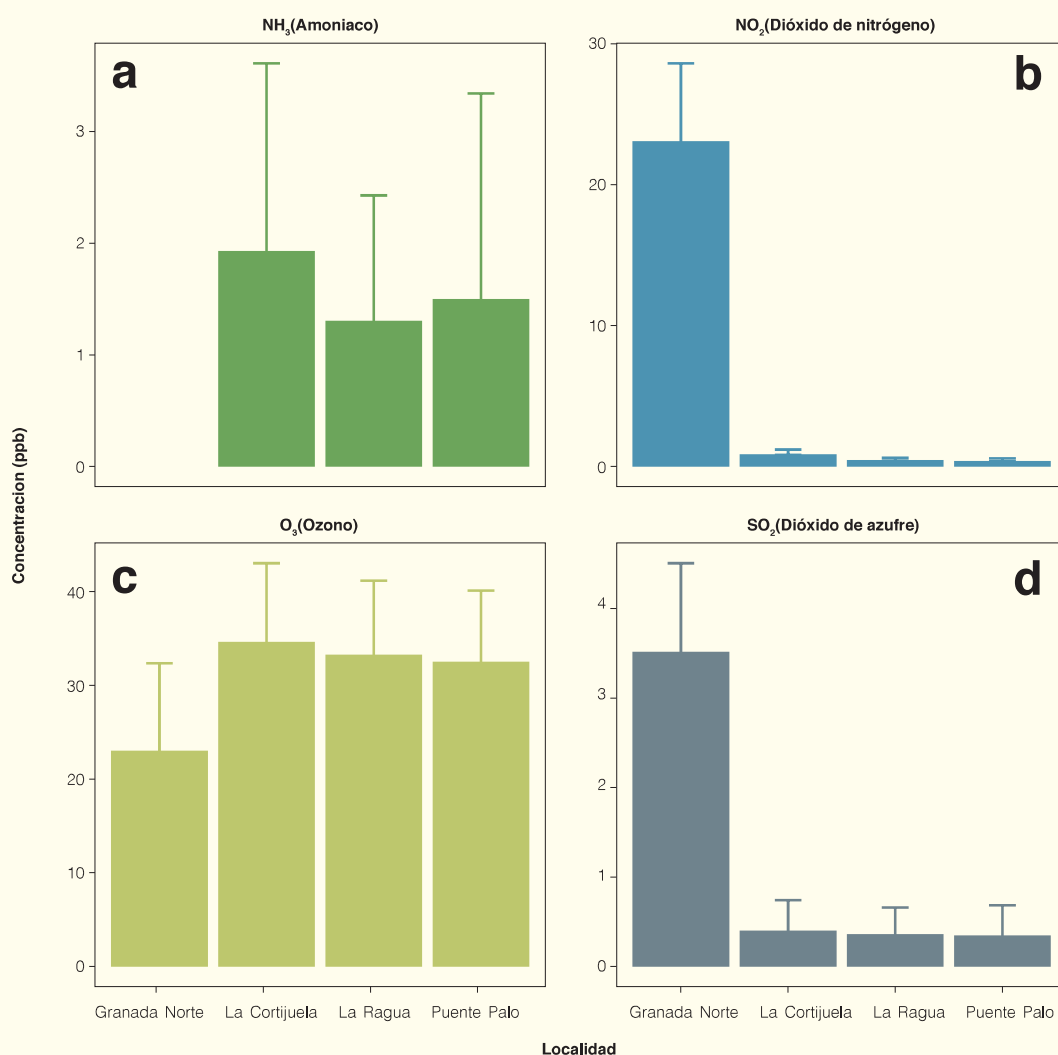 NH₃(Amoniaco)
a
3
2
1
0
NO₂(Dióxido de nitrógeno)
b
30
20
10
0
Concentracion (ppb)
O₃(Ozono)
c
40
30
20
10
0
Granada Norte La Cortijuela La Ragua Puente Palo
SO₂(Dióxido de azufre)
d
4
3
2
1
0
Granada Norte La Cortijuela La Ragua Puente Palo
Localidad